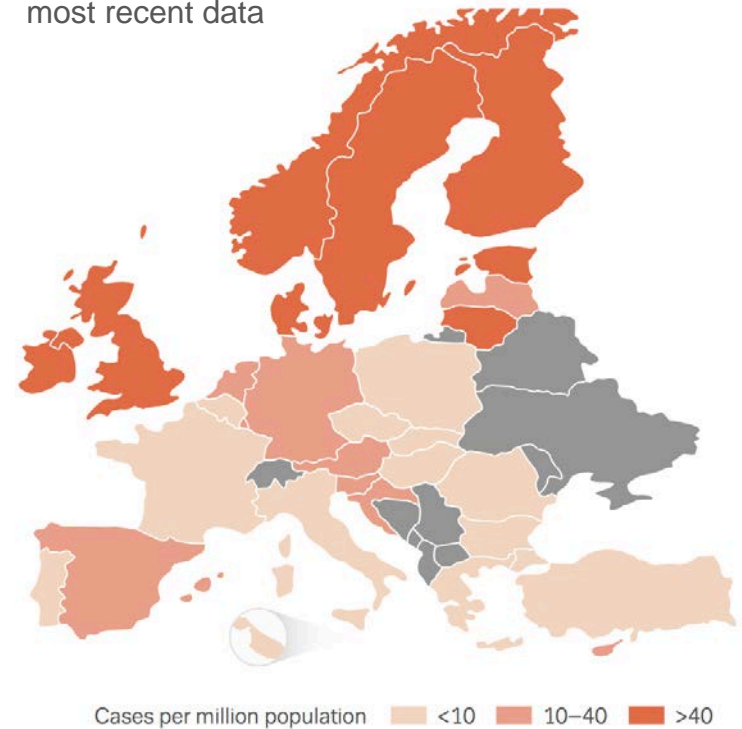 most recent data
Cases per million population <10 10–40 >40